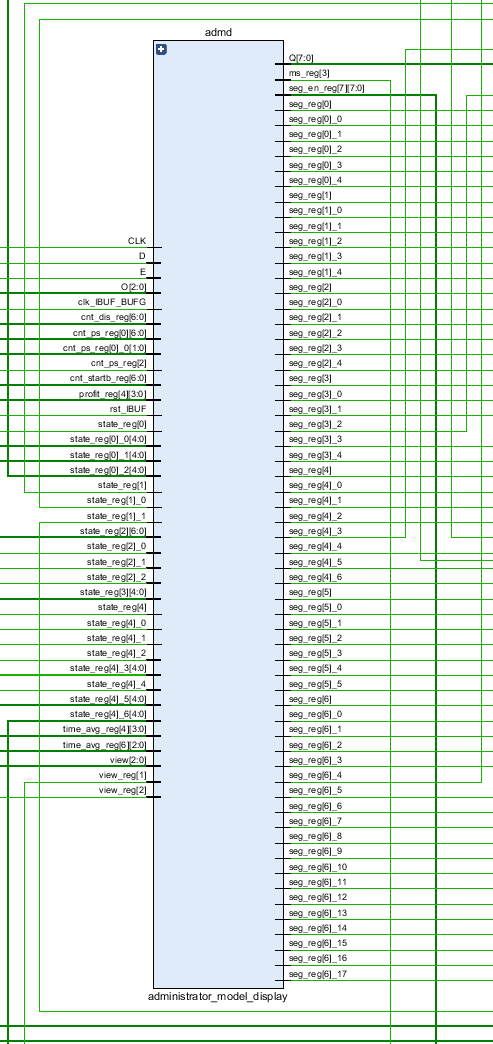 admd
CLK
D
E
O[2:0]
clk_IBUF_BUFG
cnt_dis_reg[6:0]
cnt_ps_reg[0][6:0]
cnt_ps_reg[0]_0[1:0]
cnt_ps_reg[2]
cnt_startb_reg[6:0]
profit_reg[4][3:0]
rst_IBUF
state_reg[0]
state_reg[0]_0[4:0]
state_reg[0]_1[4:0]
state_reg[0]_2[4:0]
state_reg[1]
state_reg[1]_0
state_reg[1]_1
state_reg[2][6:0]
state_reg[2]_0
state_reg[2]_1
state_reg[2]_2
state_reg[3][4:0]
state_reg[4]
state_reg[4]_0
state_reg[4]_1
state_reg[4]_2
state_reg[4]_3[4:0]
state_reg[4]_4
state_reg[4]_5[4:0]
state_reg[4]_6[4:0]
time_avg_reg[4][3:0]
time_avg_reg[6][2:0]
view[2:0]
view_reg[1]
view_reg[2]
Q[7:0]
ms_reg[3]
seg_en_reg[7][7:0]
seg_reg[0]
seg_reg[0]_0
seg_reg[0]_1
seg_reg[0]_2
seg_reg[0]_3
seg_reg[0]_4
seg_reg[1]
seg_reg[1]_0
seg_reg[1]_1
seg_reg[1]_2
seg_reg[1]_3
seg_reg[1]_4
seg_reg[2]
seg_reg[2]_0
seg_reg[2]_1
seg_reg[2]_2
seg_reg[2]_3
seg_reg[2]_4
seg_reg[3]
seg_reg[3]_0
seg_reg[3]_1
seg_reg[3]_2
seg_reg[3]_3
seg_reg[3]_4
seg_reg[4]
seg_reg[4]_0
seg_reg[4]_1
seg_reg[4]_2
seg_reg[4]_3
seg_reg[4]_4
seg_reg[4]_5
seg_reg[4]_6
seg_reg[5]
seg_reg[5]_0
seg_reg[5]_1
seg_reg[5]_2
seg_reg[5]_3
seg_reg[5]_4
seg_reg[5]_5
seg_reg[6]
seg_reg[6]_0
seg_reg[6]_1
seg_reg[6]_2
seg_reg[6]_3
seg_reg[6]_4
seg_reg[6]_5
seg_reg[6]_6
seg_reg[6]_7
seg_reg[6]_8
seg_reg[6]_9
seg_reg[6]_10
seg_reg[6]_11
seg_reg[6]_12
seg_reg[6]_13
seg_reg[6]_14
seg_reg[6]_15
seg_reg[6]_16
seg_reg[6]_17
administrator_model_display